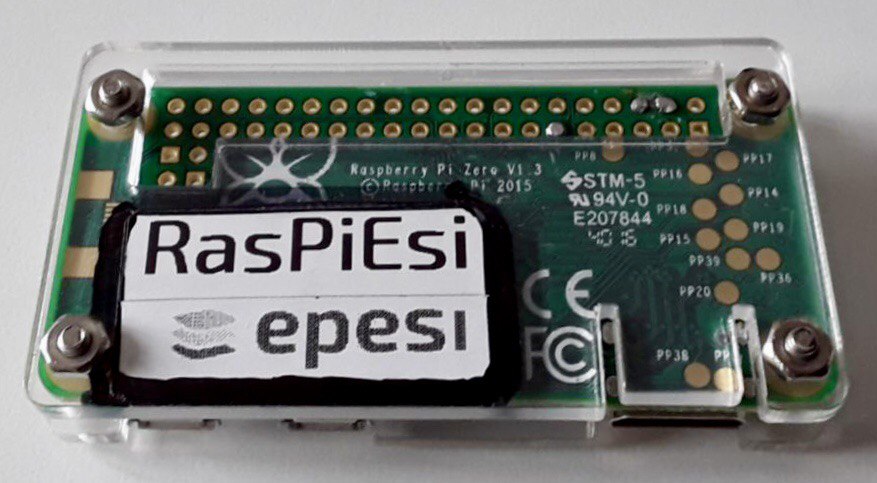 Raspberry Pi Zero V1.3
©Raspberry Pi 2015
STM-5
94V-0
E207844
4016
PP8
PP17
PP16
PP14
PP18
PP19
PP15
PP39
PP36
PP20
PP38
RasPiEsi
epesi
CE
FC